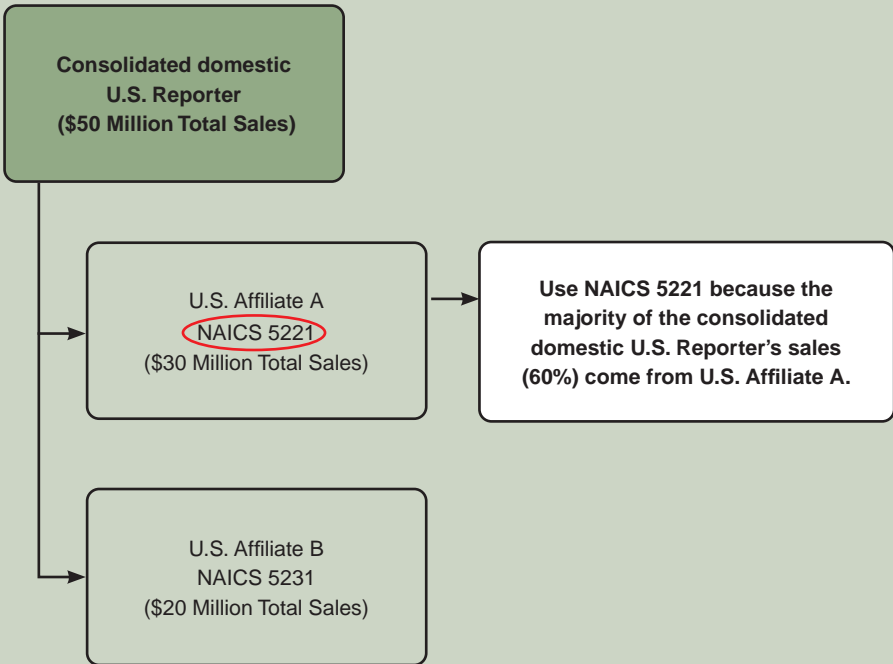 Consolidated domestic
U.S. Reporter
($50 Million Total Sales)
U.S. Affiliate A
NAICS 5221
($30 Million Total Sales)
Use NAICS 5221 because the
majority of the consolidated
domestic U.S. Reporter’s sales
(60%) come from U.S. Affiliate A.
U.S. Affiliate B
NAICS 5231
($20 Million Total Sales)